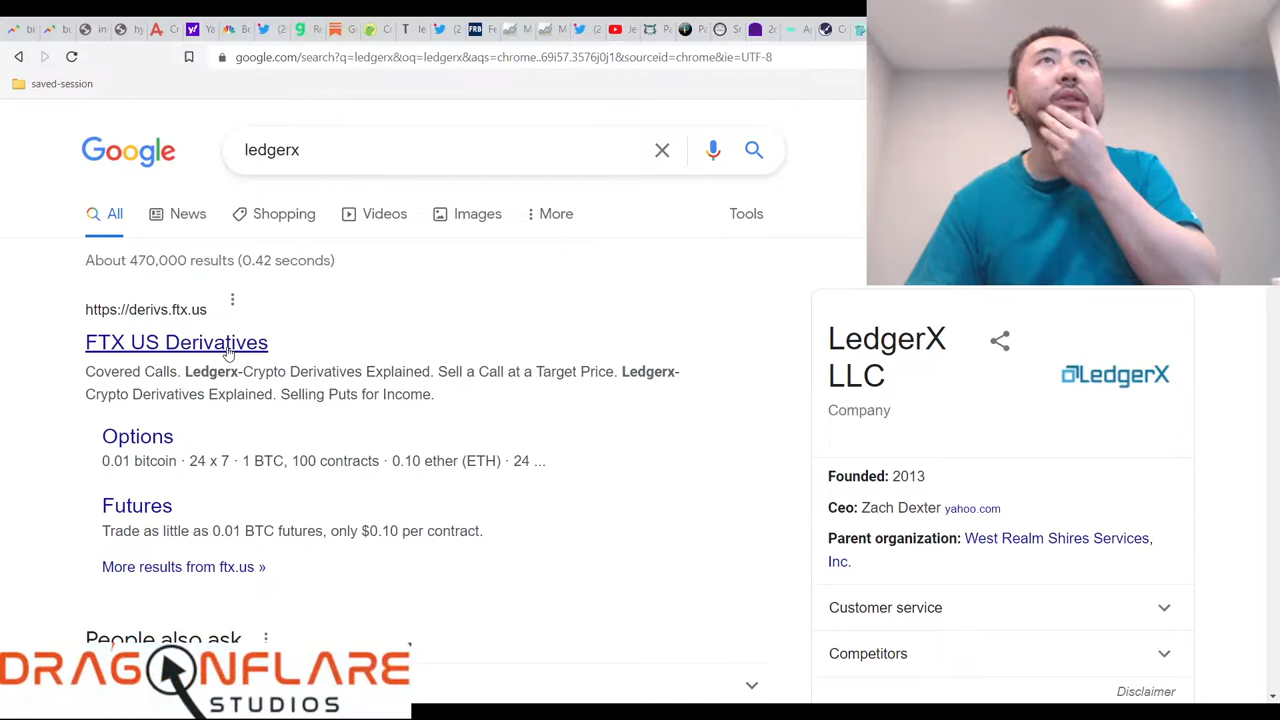 google.com/search?q=ledgerx&oq=ledgerx&aqs=chrome..69i57.3576j0j1&sourceid=chrome&ie=UTF-8
saved-session
Google
ledgerx
All News Shopping Videos Images More Tools
About 470,000 results (0.42 seconds)
https://derivs.ftx.us
FTX US Derivatives
Covered Calls. Ledgerx-Crypto Derivatives Explained. Sell a Call at a Target Price. Ledgerx-
Crypto Derivatives Explained. Selling Puts for Income.
Options
0.01 bitcoin · 24 x 7 · 1 BTC, 100 contracts · 0.10 ether (ETH) · 24 ...
Futures
Trade as little as 0.01 BTC futures, only $0.10 per contract.
More results from ftx.us »
People also ask
LedgerX
LLC
LedgerX
Company
Founded: 2013
Ceo: Zach Dexter yahoo.com
Parent organization: West Realm Shires Services,
Inc.
Customer service
Competitors
Disclaimer
DRAGONFLARE
STUDIOS